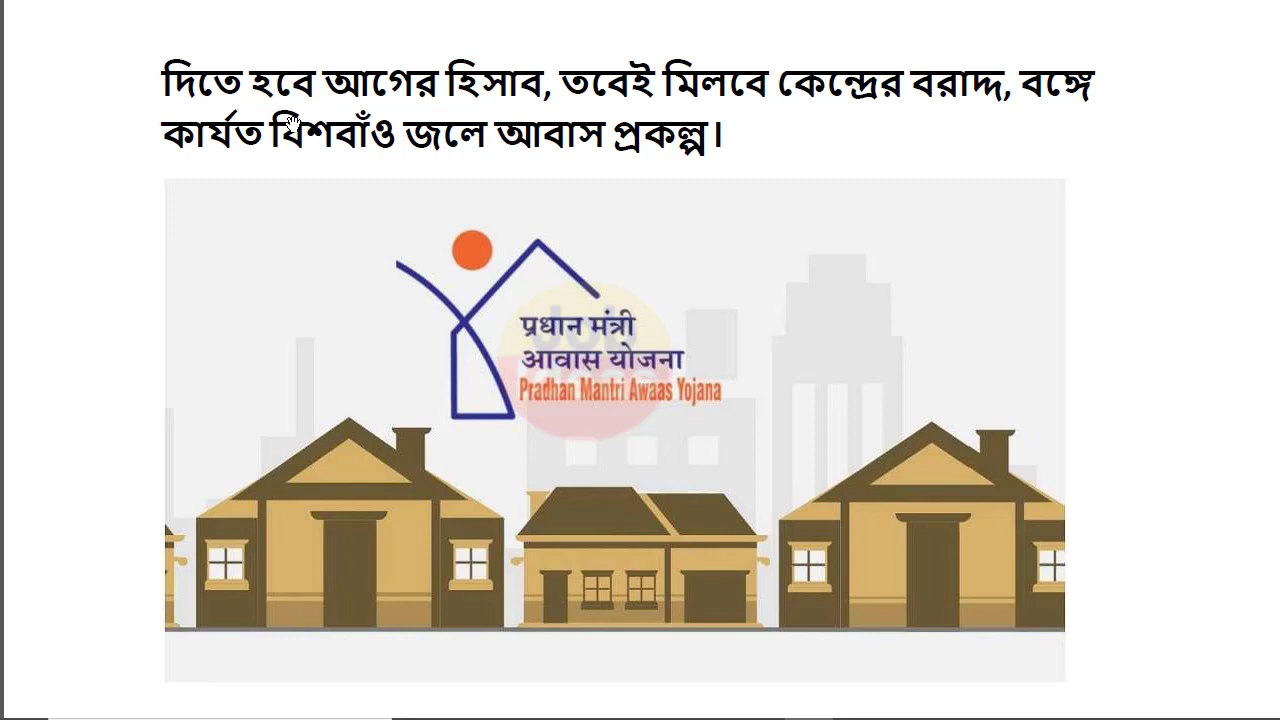 দিতে হবে আগের হিসাব, তবেই মিলবে কেন্দ্রের বরাদ্দ, বঙ্গে
কার্যত বিশবাঁও জলে আবাস প্রকল্প।
प्रधान मंत्री
आवास योजना
Pradhan Mantri Awaas Yojana